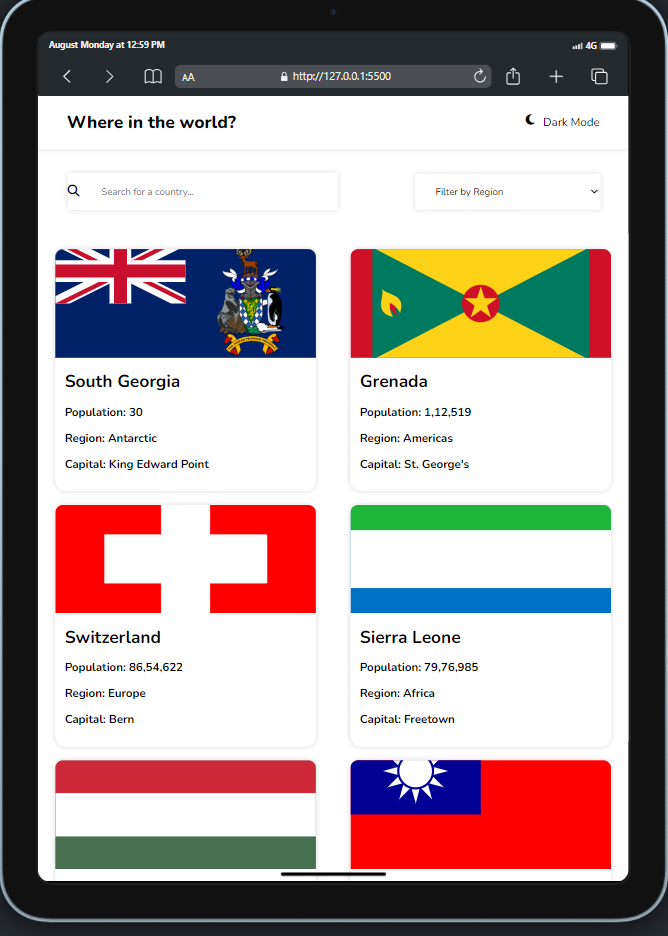 August Monday at 12:59 PM
4G
AA
http://127.0.0.1:5500
Where in the world?
Dark Mode
Search for a country...
Filter by Region
South Georgia
Population: 30
Region: Antarctic
Capital: King Edward Point
Grenada
Population: 1,12,519
Region: Americas
Capital: St. George's
Switzerland
Population: 86,54,622
Region: Europe
Capital: Bern
Sierra Leone
Population: 79,76,985
Region: Africa
Capital: Freetown